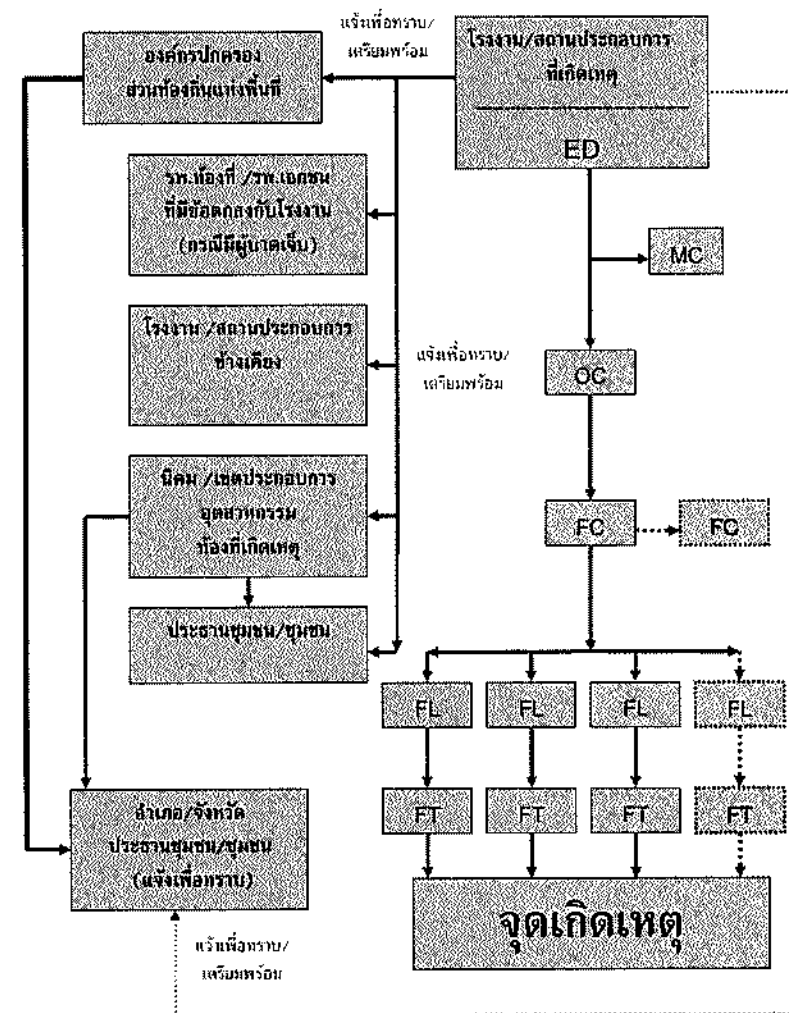 แจ้งเพื่อทราบ/
เตรียมพร้อม
องค์กรปกครอง
ส่วนท้องถิ่นแห่งพื้นที่
โรงงาน/สถานประกอบการ
ที่เกิดเหตุ
ED
รพ.ท้องที่ /รพ.เอกชน
ที่มีข้อตกลงกับโรงงาน
(กรณีมีผู้บาดเจ็บ)
MC
โรงงาน /สถานประกอบการ
ข้างเคียง
แจ้งเพื่อทราบ/
เตรียมพร้อม
OC
นิคม /เขตประกอบการ
อุตสาหกรรม
ท้องที่เกิดเหตุ
FC
FC
ประธานชุมชน/ชุมชน
FL
FL
FL
FL
FT
FT
FT
FT
อำเภอ/จังหวัด
ประธานชุมชน/ชุมชน
(แจ้งเพื่อทราบ)
จุดเกิดเหตุ
แจ้งเพื่อทราบ/
เตรียมพร้อม